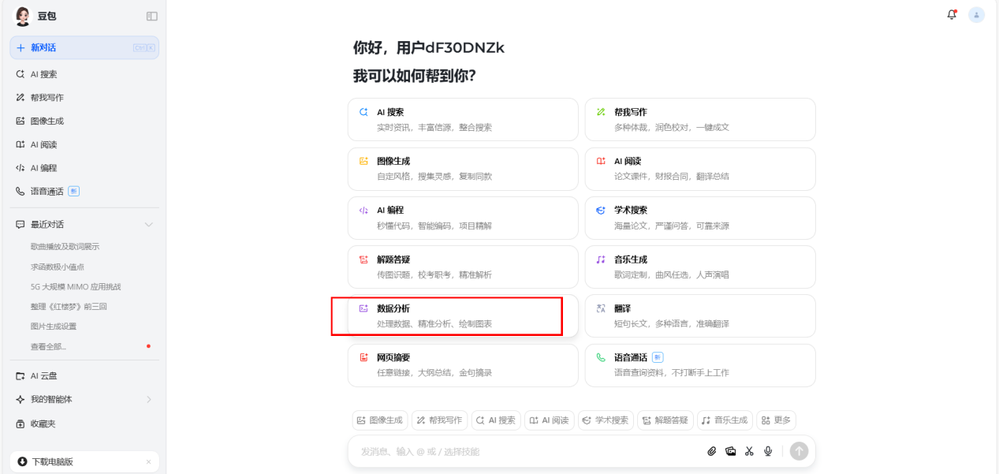 豆包
新对话
Ctrl K
AI 搜索
帮我写作
图像生成
AI 阅读
AI 编程
语音通话 新
最近对话
歌曲播放及歌词展示
求函数极小值点
5G 大规模 MIMO 应用挑战
整理《红楼梦》前三回
图片生成设置
查看全部...
AI 云盘
我的智能体
收藏夹
下载电脑版
你好，用户dF30DNZk
我可以如何帮到你？
AI 搜索
实时资讯，丰富信源，整合搜索
帮我写作
多种体裁，润色校对，一键成文
图像生成
自定风格，搜集灵感，复制同款
AI 阅读
论文课件，财报合同，翻译总结
AI 编程
秒懂代码，智能编码，项目精解
学术搜索
海量论文，严谨问答，可靠来源
解题答疑
传图识题，校考职考，精准解析
音乐生成
歌词定制，曲风任选，人声演唱
数据分析
处理数据、精准分析、绘制图表
翻译
短句长文，多种语言，准确翻译
网页摘要
任意链接，大纲总结，金句摘录
语音通话 新
语音查询资料，不打断手上工作
图像生成 帮我写作 AI 搜索 AI 阅读 学术搜索 解题答疑 音乐生成 更多
发消息、输入 @ 或 / 选择技能